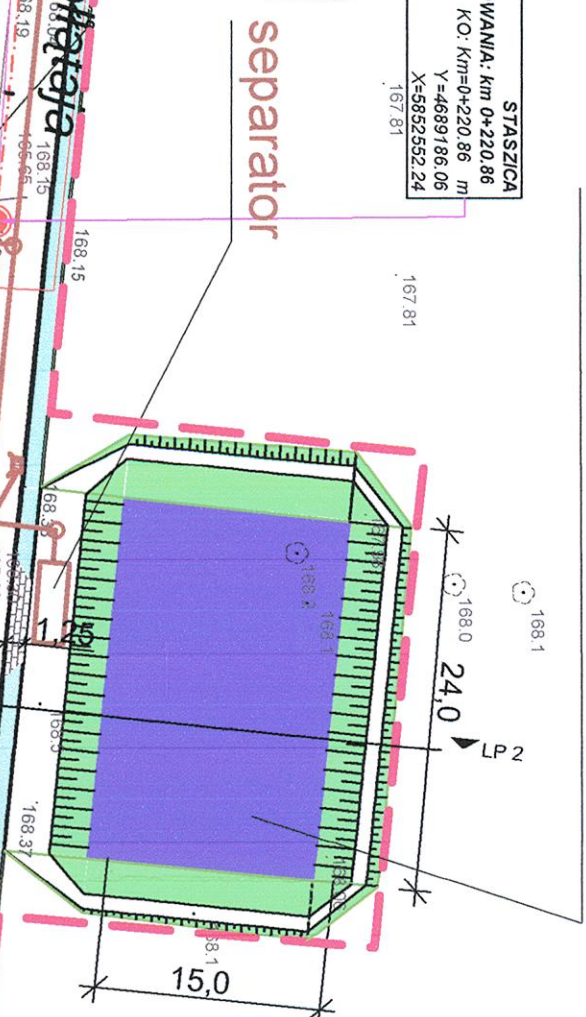 STASZICA
WANIA: km 0+220.86
KO: Km=0+220.86 m
Y=4689186.06
X=5852552.24
167.81
167.81
separator
168.15
168.15
165.65
168.1
168.0
24,0
LP 2
168.2
168.1
1,25
168.37
15,0